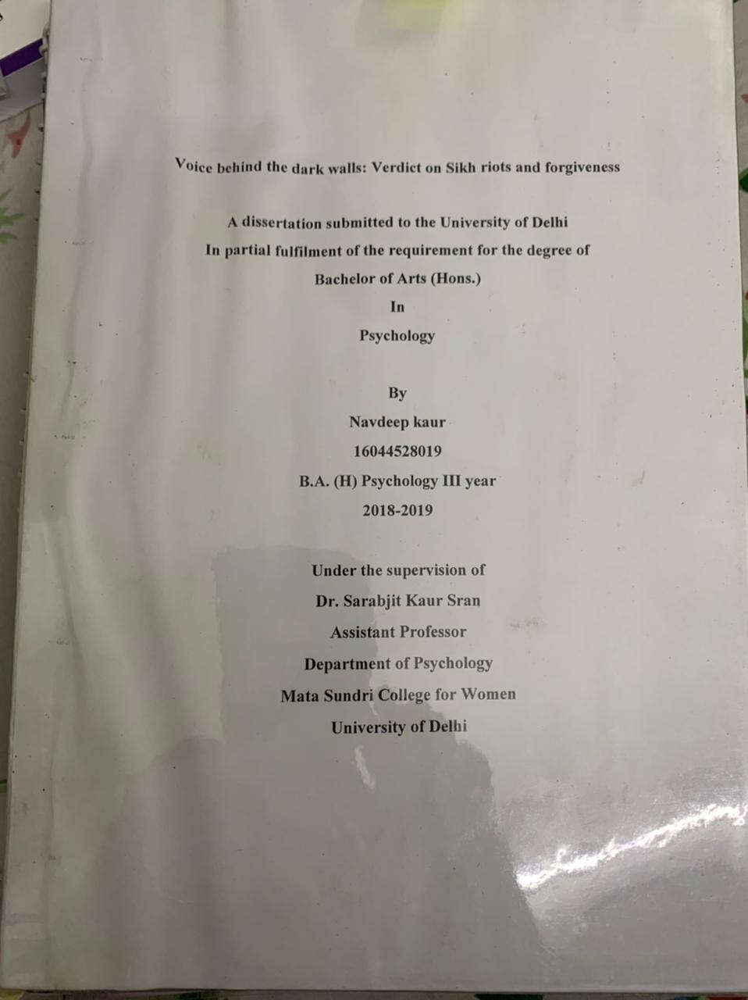 Voice behind the dark walls: Verdict on Sikh riots and forgiveness
A dissertation submitted to the University of Delhi
In partial fulfilment of the requirement for the degree of
Bachelor of Arts (Hons.)
In
Psychology
By
Navdeep kaur
16044528019
B.A. (H) Psychology III year
2018-2019
Under the supervision of
Dr. Sarabjit Kaur Sran
Assistant Professor
Department of Psychology
Mata Sundri College for Women
University of Delhi